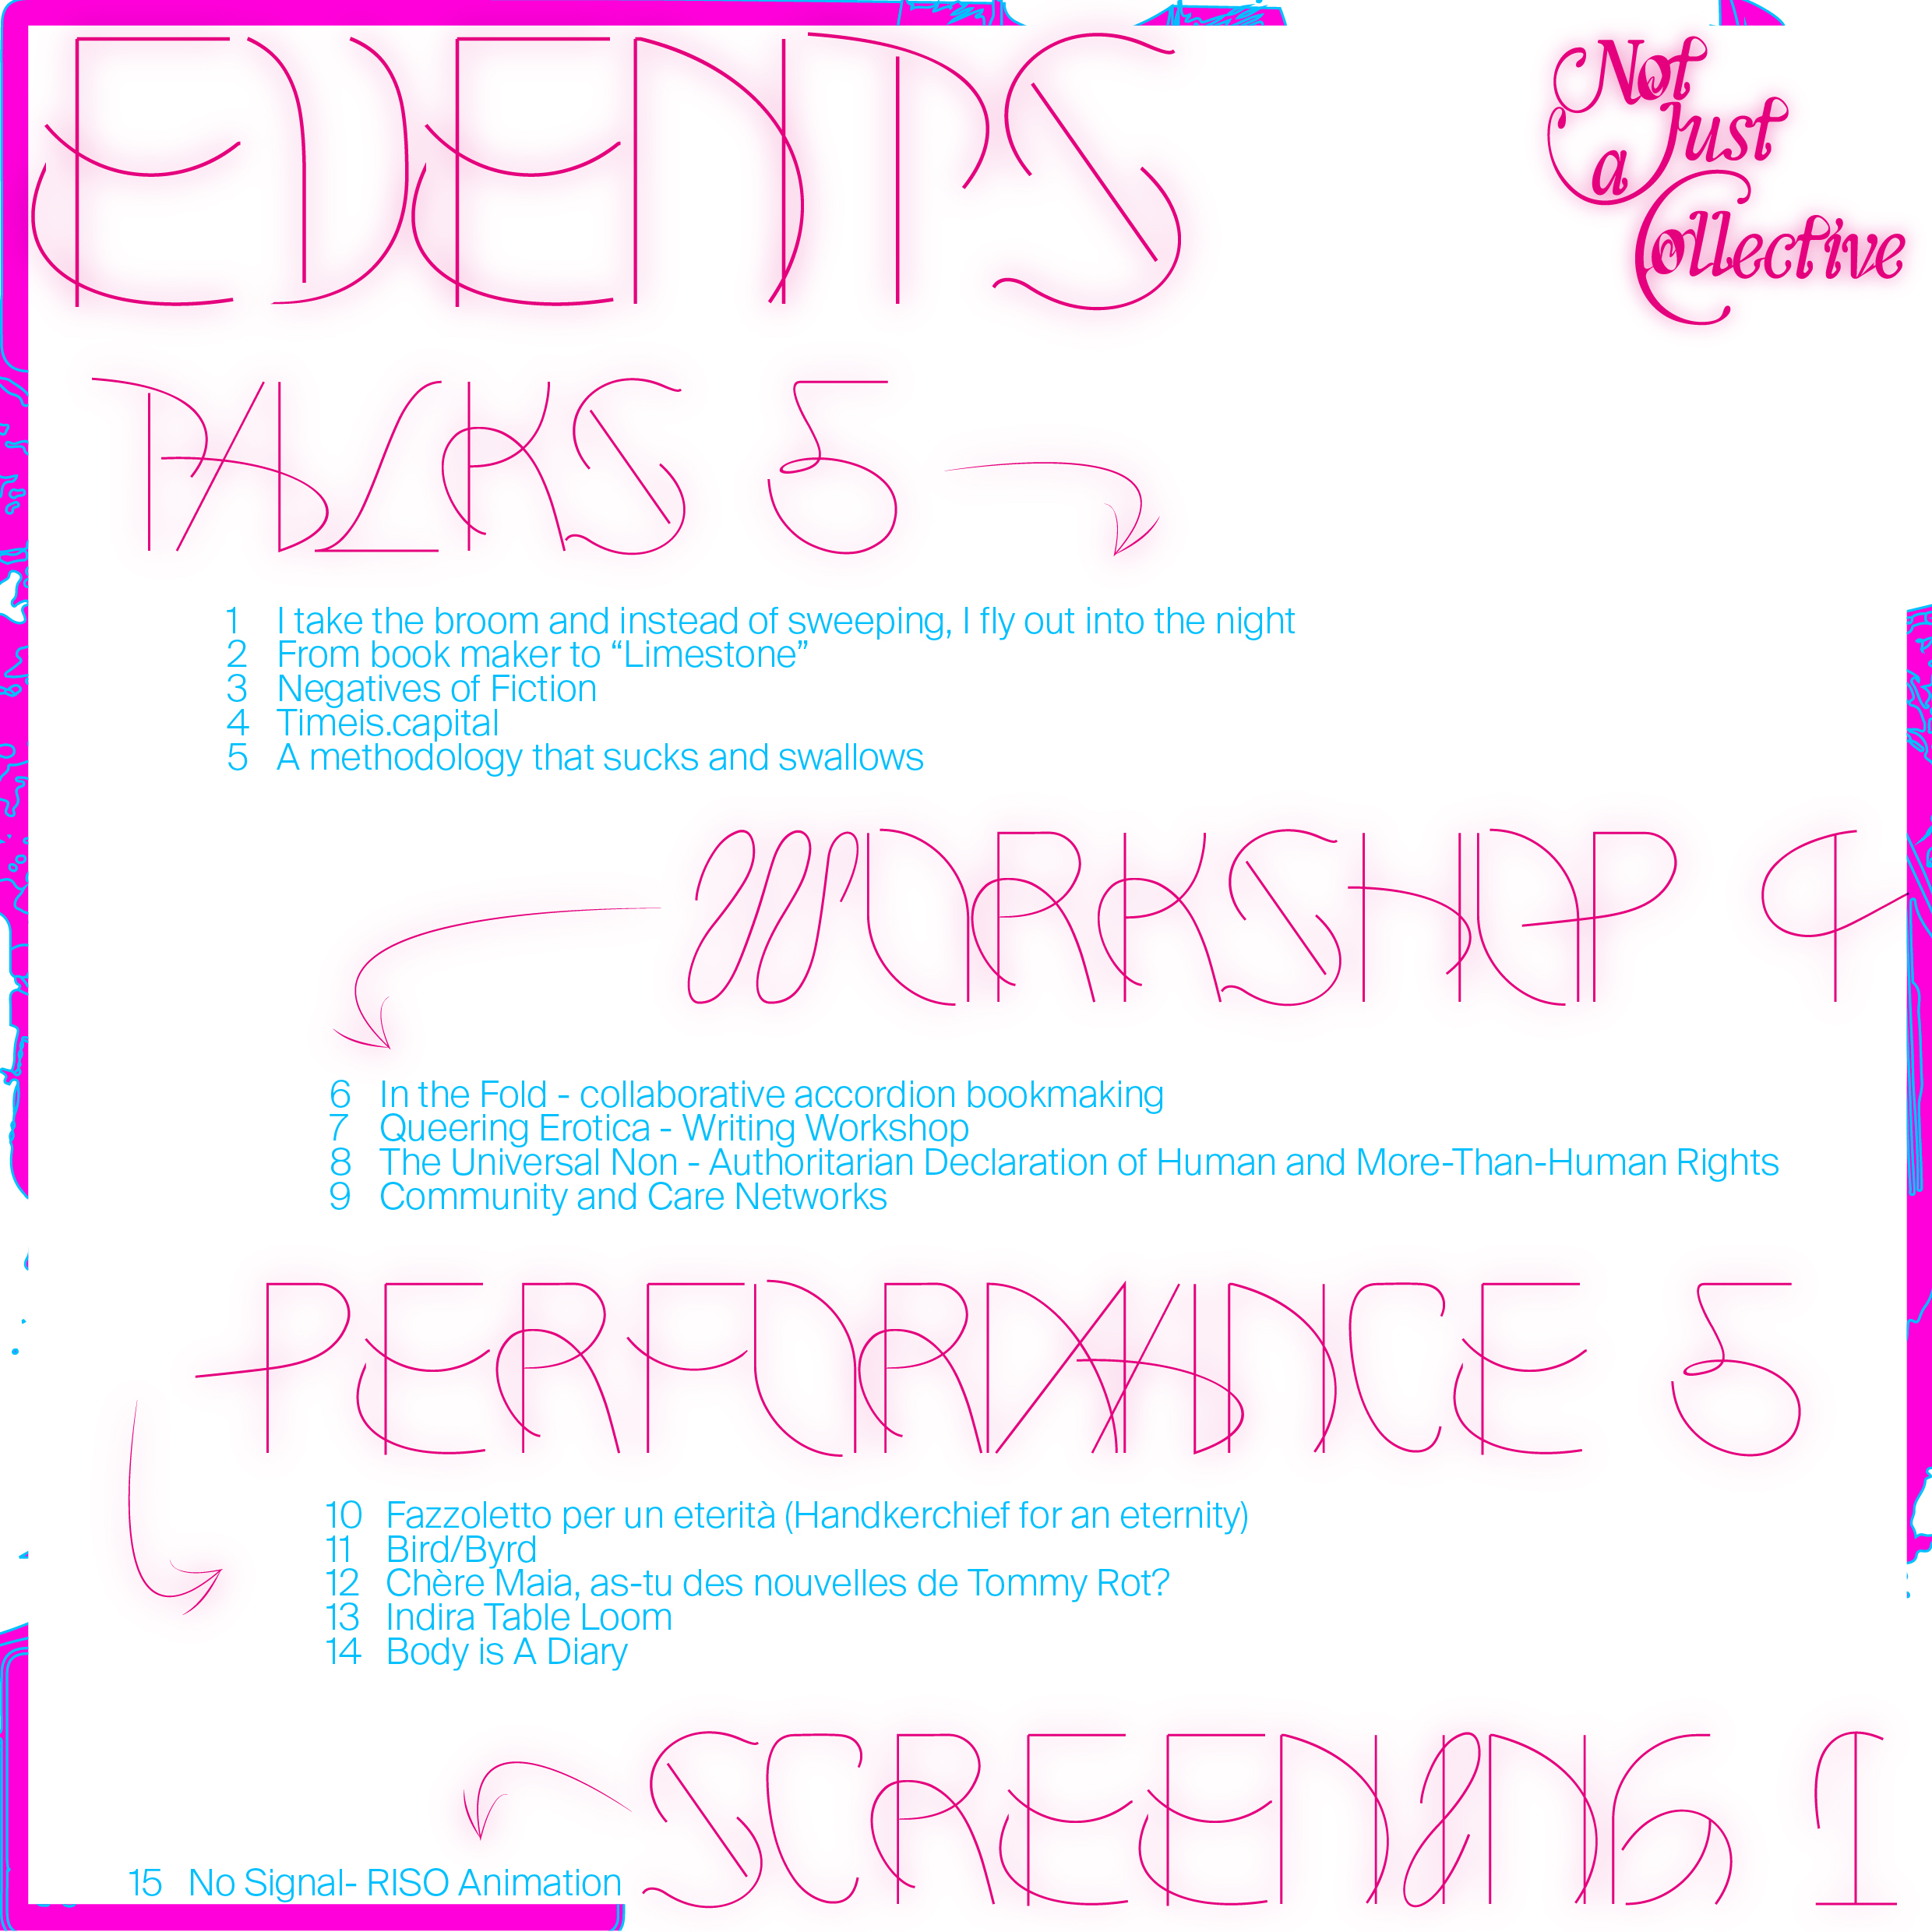 EVENTS
Not
Just
a
Collective
TALKS 5
1 I take the broom and instead of sweeping, I fly out into the night
2 From book maker to “Limestone”
3 Negatives of Fiction
4 Timeis.capital
5 A methodology that sucks and swallows
WORKSHOP 4
6 In the Fold - collaborative accordion bookmaking
7 Queering Erotica - Writing Workshop
8 The Universal Non - Authoritarian Declaration of Human and More-Than-Human Rights
9 Community and Care Networks
PERFORMANCE 5
10 Fazzoletto per un eterità (Handkerchief for an eternity)
11 Bird/Byrd
12 Chère Maia, as-tu des nouvelles de Tommy Rot?
13 Indira Table Loom
14 Body is A Diary
SCREENING 1
15 No Signal- RISO Animation